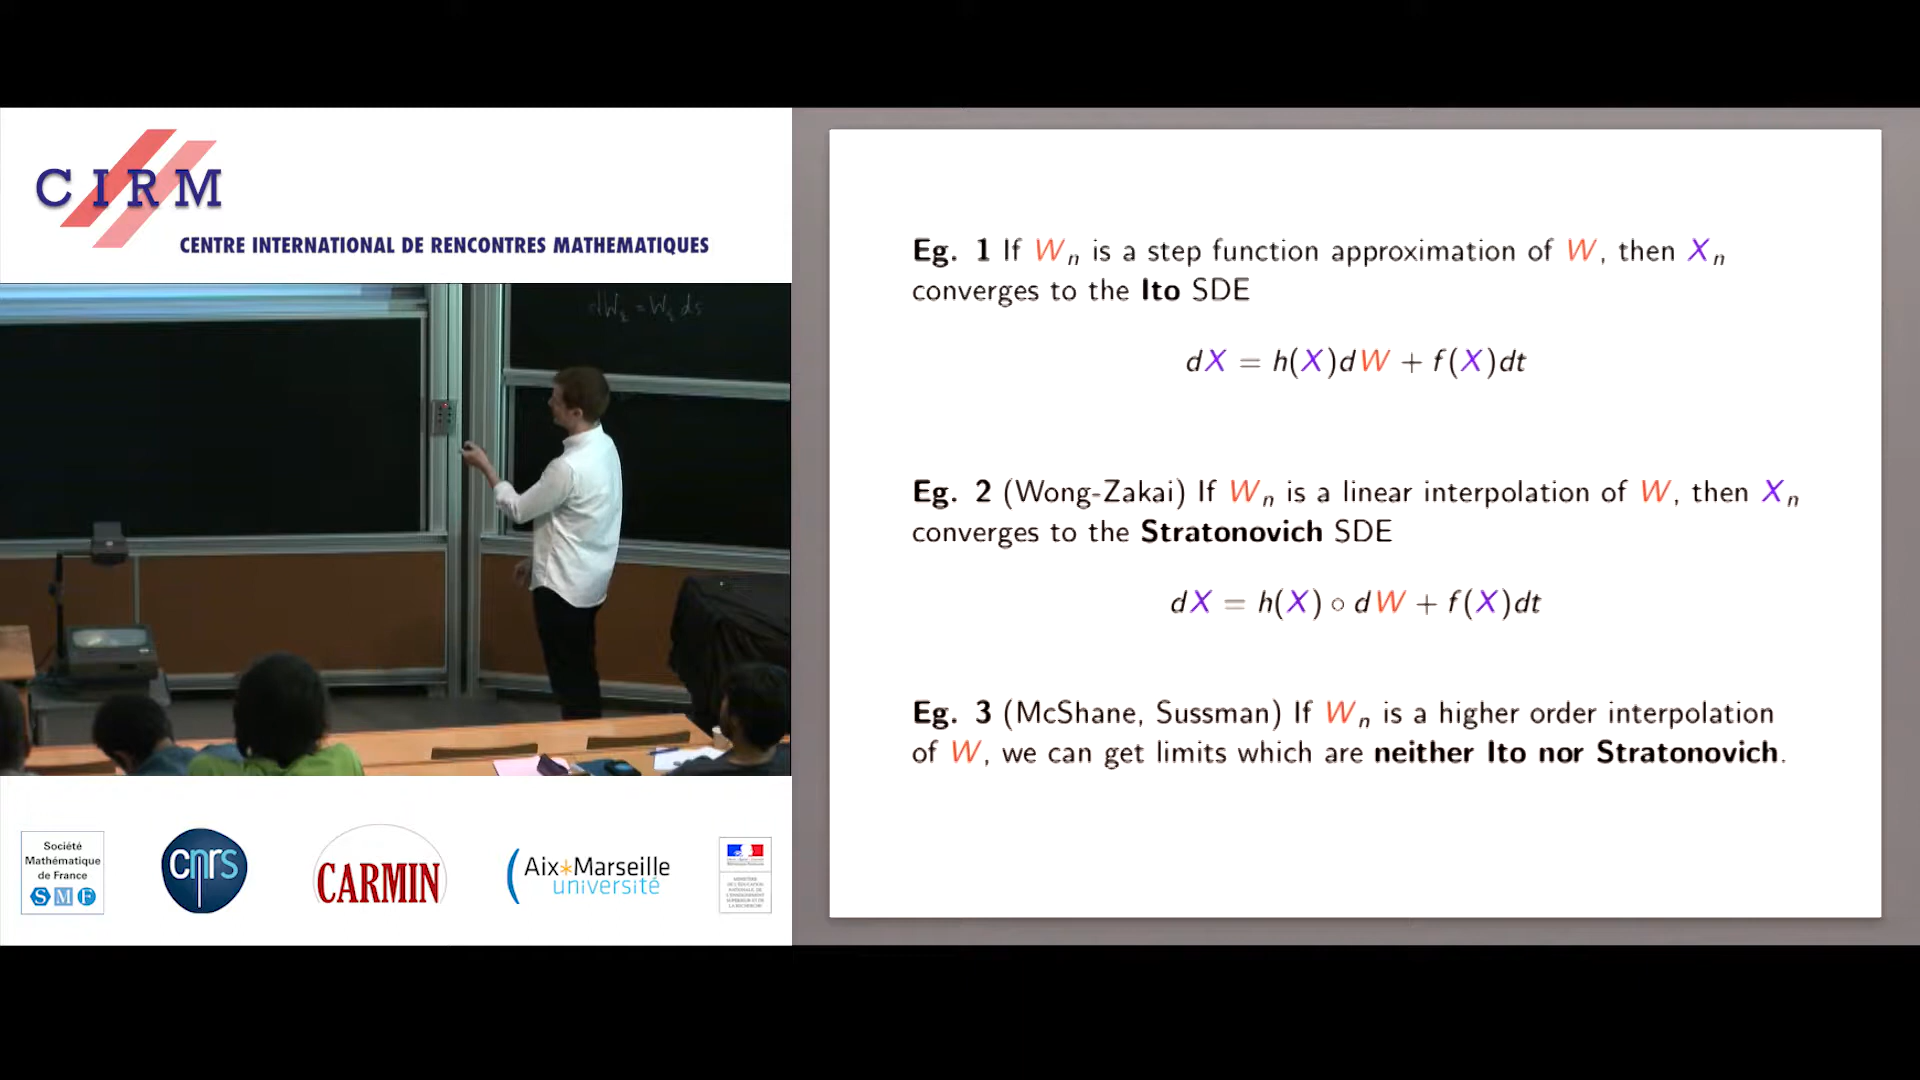 CIRM
CENTRE INTERNATIONAL DE RENCONTRES MATHEMATIQUES
Société
Mathématique
de France
SMF
cnrs
CARMIN
Aix*Marseille
université
Eg. 1 If Wₙ is a step function approximation of W, then Xₙ
converges to the Ito SDE
dX = h(X)dW + f(X)dt
Eg. 2 (Wong-Zakai) If Wₙ is a linear interpolation of W, then Xₙ
converges to the Stratonovich SDE
dX = h(X) ∘ dW + f(X)dt
Eg. 3 (McShane, Sussman) If Wₙ is a higher order interpolation
of W, we can get limits which are neither Ito nor Stratonovich.